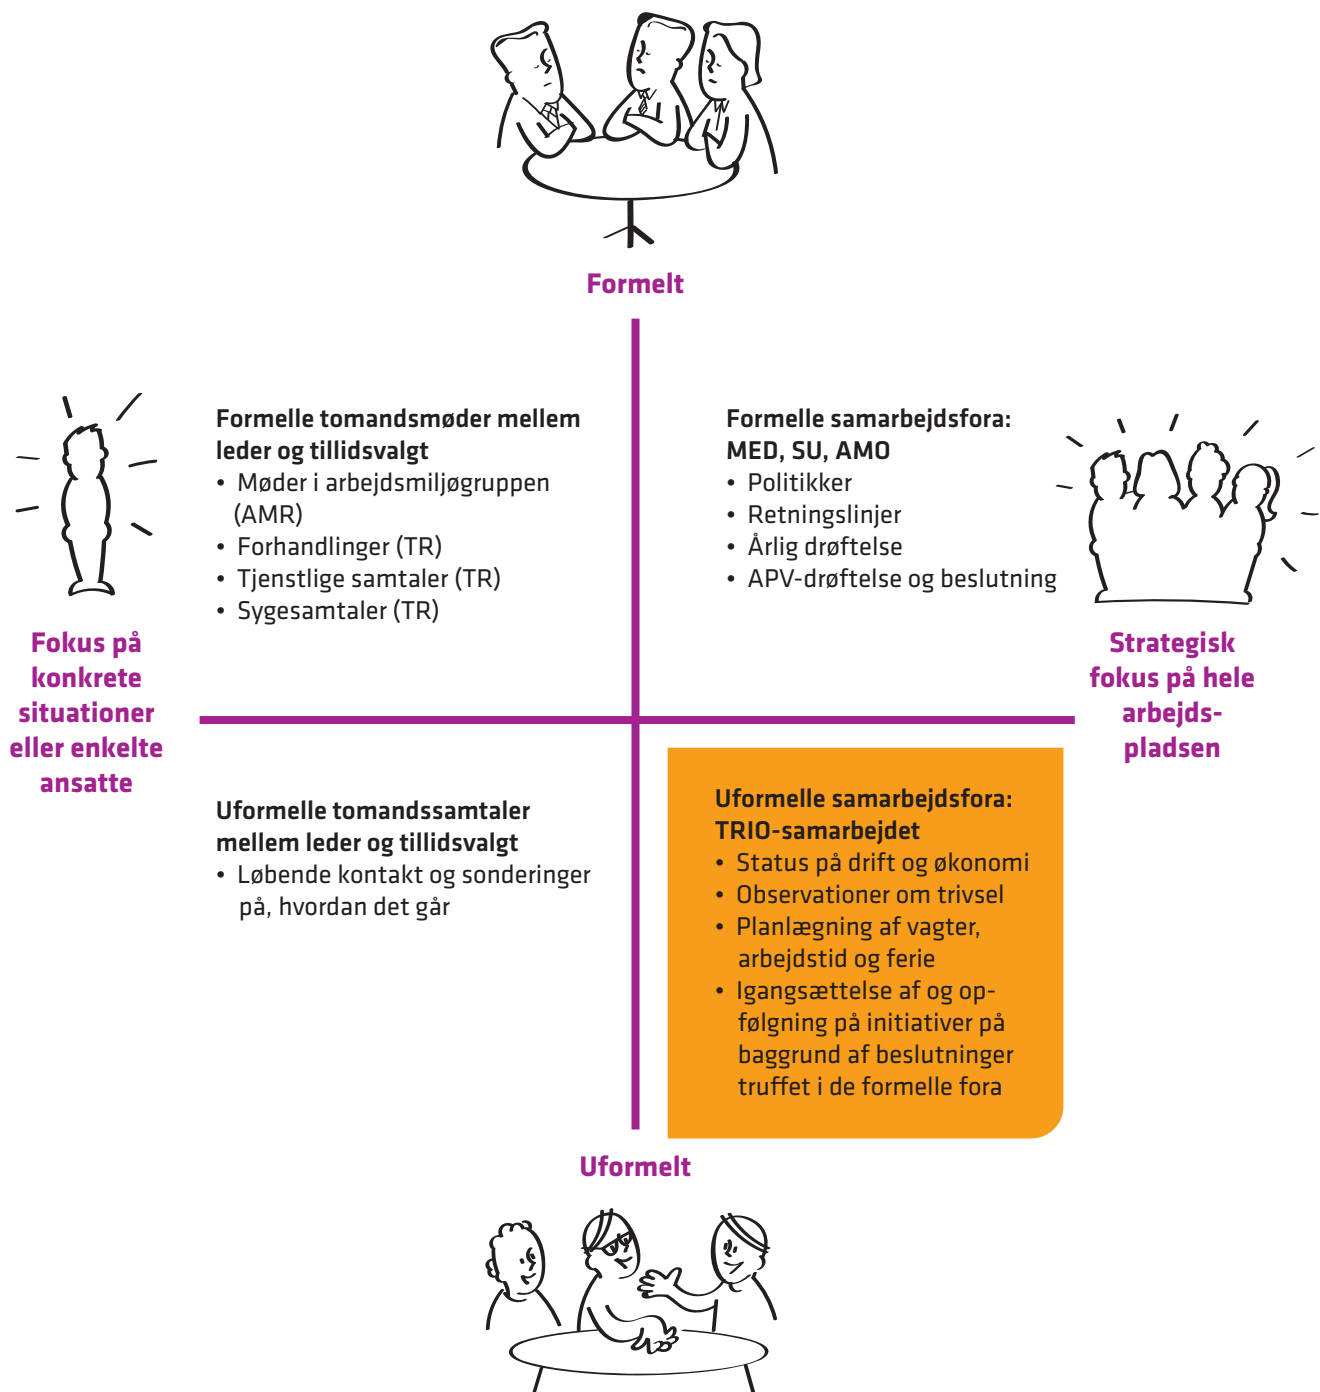 Formelt
Formelle tomandsmøder mellem
leder og tillidsvalgt
• Møder i arbejdsmiljøgruppen
(AMR)
• Forhandlinger (TR)
• Tjenstlige samtaler (TR)
• Sygesamtaler (TR)
Formelle samarbejdsfora:
MED, SU, AMO
• Politikker
• Retningslinjer
• Årlig drøftelse
• APV-drøftelse og beslutning
Fokus på
konkrete
situationer
eller enkelte
ansatte
Strategisk
fokus på hele
arbejds-
pladsen
Uformelle tomandssamtaler
mellem leder og tillidsvalgt
• Løbende kontakt og sonderinger
på, hvordan det går
Uformelle samarbejdsfora:
TRIO-samarbejdet
• Status på drift og økonomi
• Observationer om trivsel
• Planlægning af vagter,
arbejdstid og ferie
• Igangsættelse af og op-
følgning på initiativer på
baggrund af beslutninger
truffet i de formelle fora
Uformelt